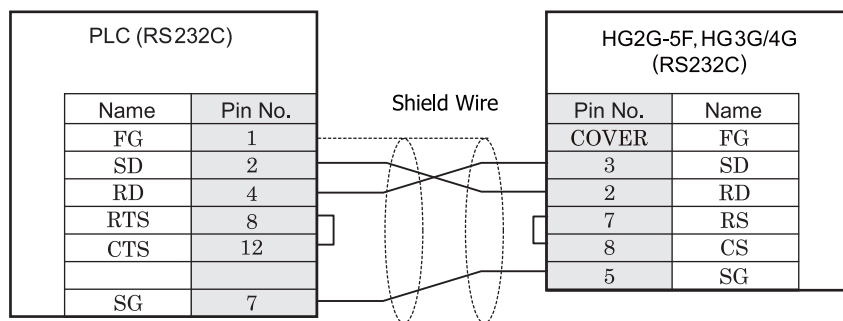 PLC (RS232C)
Name Pin No.
FG 1
SD 2
RD 4
RTS 8
CTS 12
SG 7
Shield Wire
HG2G-5F, HG3G/4G
(RS232C)
Pin No. Name
COVER FG
3 SD
2 RD
7 RS
8 CS
5 SG